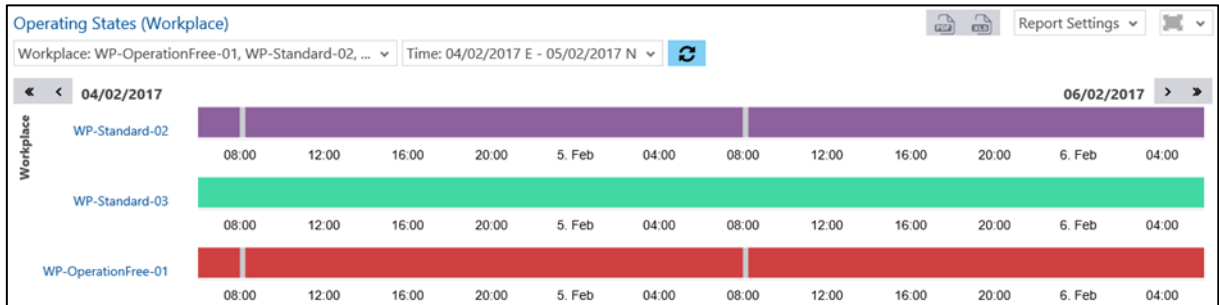 Operating States (Workplace)
PDF
XLS
Report Settings
Workplace: WP-OperationFree-01, WP-Standard-02, ...
Time: 04/02/2017 E - 05/02/2017 N
04/02/2017
06/02/2017
Workplace
WP-Standard-02
08:00 12:00 16:00 20:00 5. Feb 04:00 08:00 12:00 16:00 20:00 6. Feb 04:00
WP-Standard-03
08:00 12:00 16:00 20:00 5. Feb 04:00 08:00 12:00 16:00 20:00 6. Feb 04:00
WP-OperationFree-01
08:00 12:00 16:00 20:00 5. Feb 04:00 08:00 12:00 16:00 20:00 6. Feb 04:00